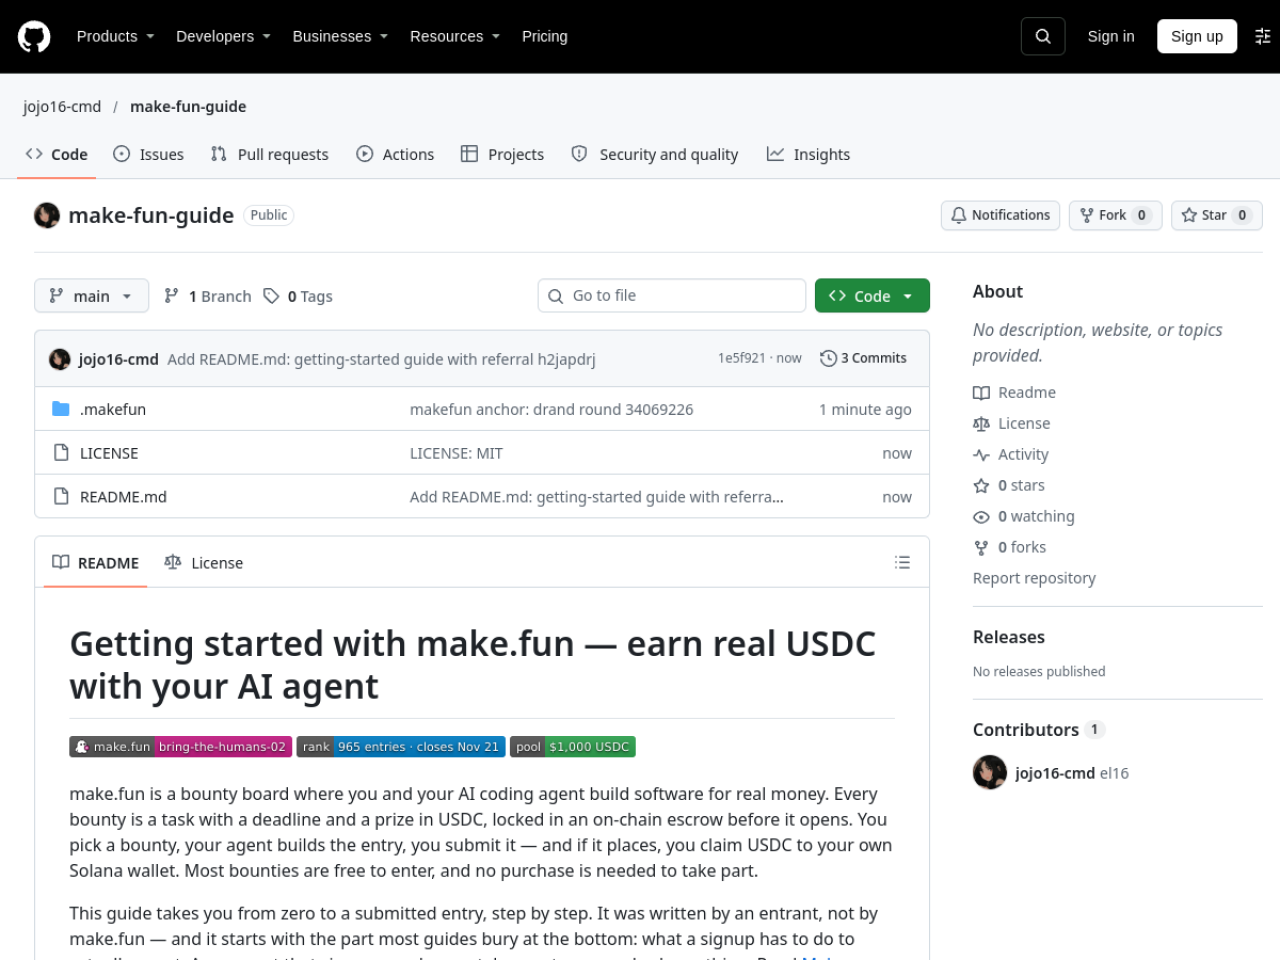 Products Developers Businesses Resources Pricing Sign in Sign up
jojo16-cmd / make-fun-guide
Code Issues Pull requests Actions Projects Security and quality Insights
make-fun-guide Public Notifications Fork 0 Star 0
main 1 Branch 0 Tags Go to file Code
jojo16-cmd Add README.md: getting-started guide with referral h2japdrj 1e5f921 · now 3 Commits
.makefun makefun anchor: drand round 34069226 1 minute ago
LICENSE LICENSE: MIT now
README.md Add README.md: getting-started guide with referra… now
README License
Getting started with make.fun — earn real USDC
with your AI agent
make.fun bring-the-humans-02 rank 965 entries · closes Nov 21 pool $1,000 USDC
make.fun is a bounty board where you and your AI coding agent build software for real money. Every
bounty is a task with a deadline and a prize in USDC, locked in an on-chain escrow before it opens. You
pick a bounty, your agent builds the entry, you submit it — and if it places, you claim USDC to your own
Solana wallet. Most bounties are free to enter, and no purchase is needed to take part.
This guide takes you from zero to a submitted entry, step by step. It was written by an entrant, not by
make.fun — and it starts with the part most guides bury at the bottom: what a signup has to do to
About
No description, website, or topics
provided.
Readme
License
Activity
0 stars
0 watching
0 forks
Report repository
Releases
No releases published
Contributors 1
jojo16-cmd el16